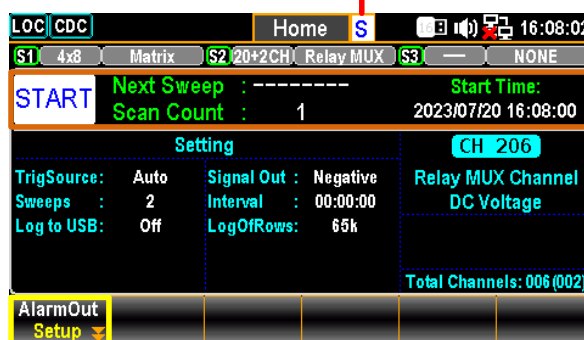 LOC CDC Home S 16:08:02
S1 4x8 Matrix S2 20+2CH Relay MUX S3 — NONE
START Next Sweep : -------- Start Time:
Scan Count : 1 2023/07/20 16:08:00
Setting CH 206
TrigSource: Auto Signal Out : Negative Relay MUX Channel
Sweeps : 2 Interval : 00:00:00 DC Voltage
Log to USB: Off LogOfRows: 65k
Total Channels: 006(002)
AlarmOut
Setup